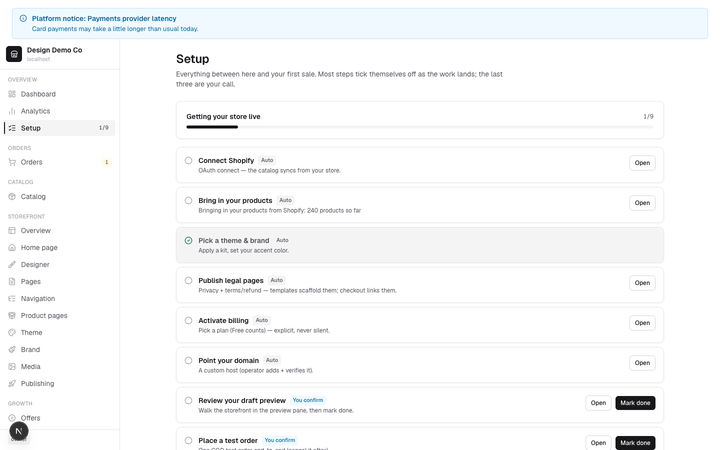 Platform notice: Payments provider latency
Card payments may take a little longer than usual today.
Design Demo Co
localhost
OVERVIEW
Dashboard
Analytics
Setup 1/9
ORDERS
Orders 1
CATALOG
Catalog
STOREFRONT
Overview
Home page
Designer
Pages
Navigation
Product pages
Theme
Brand
Media
Publishing
GROWTH
Offers
N
Setup
Everything between here and your first sale. Most steps tick themselves off as the work lands; the last
three are your call.
Getting your store live 1/9
Connect Shopify Auto
OAuth connect — the catalog syncs from your store.
Open
Bring in your products Auto
Bringing in your products from Shopify: 240 products so far
Open
Pick a theme & brand Auto
Apply a kit, set your accent color.
Publish legal pages Auto
Privacy + terms/refund — templates scaffold them; checkout links them.
Open
Activate billing Auto
Pick a plan (Free counts) — explicit, never silent.
Open
Point your domain Auto
A custom host (operator adds + verifies it).
Open
Review your draft preview You confirm
Walk the storefront in the preview pane, then mark done.
Open Mark done
Place a test order You confirm
Open Mark done